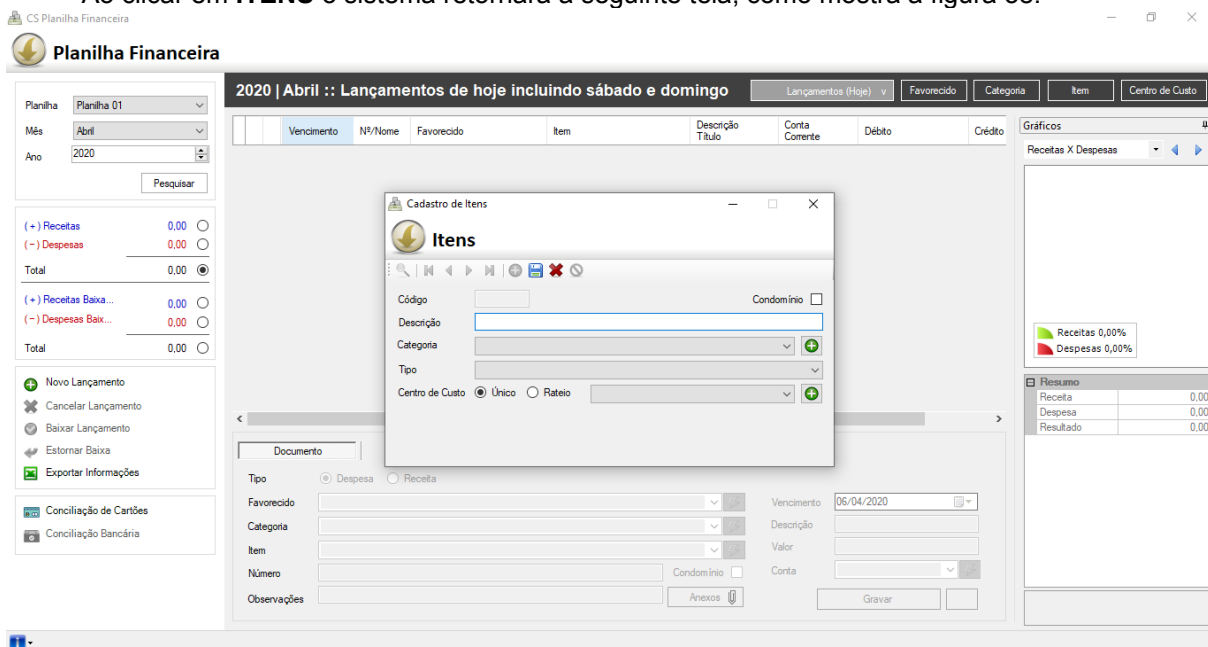 Ao clicar em ITENS o sistema retornará a seguinte tela, como mostra a figura
CS Planilha Financeira
Planilha Financeira
Planilha Planilha 01
Mês Abril
Ano 2020
Pesquisar
(+) Receitas 0,00
(-) Despesas 0,00
Total 0,00
(+) Receitas Baixa... 0,00
(-) Despesas Baix... 0,00
Total 0,00
Novo Lançamento
Cancelar Lançamento
Baixar Lançamento
Estornar Baixa
Exportar Informações
Conciliação de Cartões
Conciliação Bancária
2020 | Abril :: Lançamentos de hoje incluindo sábado e domingo
Lançamentos (Hoje) v Favorecido Categoria Item Centro de Custo
Vencimento Nº/Nome Favorecido Item Descrição Título Conta Corrente Débito Crédito
Cadastro de Itens
Itens
Código Condomínio
Descrição
Categoria
Tipo
Centro de Custo Único Rateio
Documento
Tipo Despesa Receita
Favorecido Vencimento 06/04/2020
Categoria Descrição
Item Valor
Número Condomínio Conta
Observações Anexos Gravar
Gráficos
Receitas X Despesas
Receitas 0,00%
Despesas 0,00%
Resumo
Receita 0,00
Despesa 0,00
Resultado 0,00